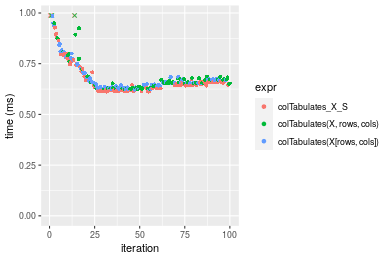 1.00
0.75
0.50
0.25
0.00
time (ms)
0
25
50
75
100
iteration
expr
colTabulates_X_S
colTabulates(X, rows, cols)
colTabulates(X[rows, cols])